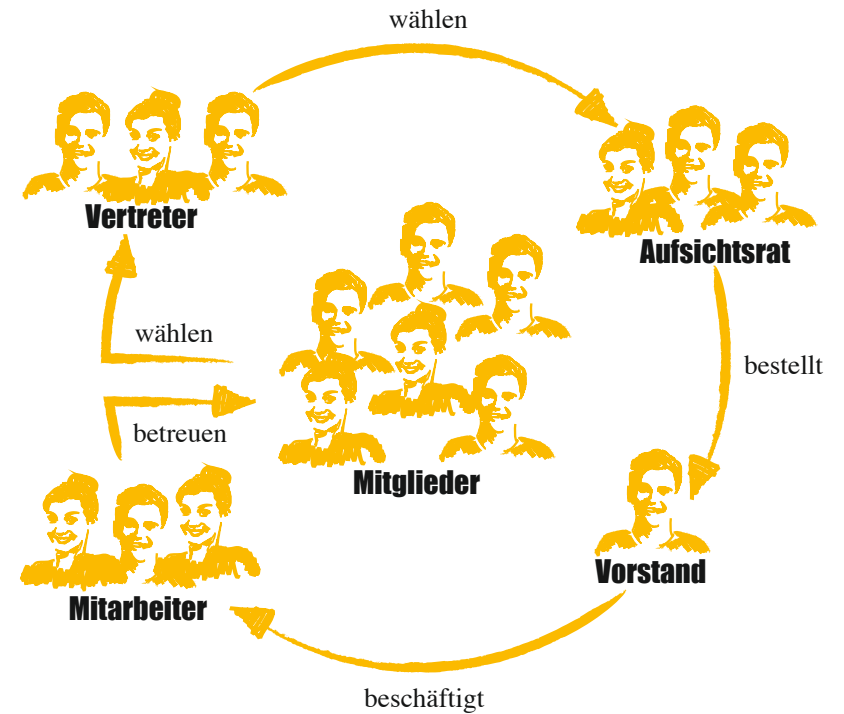 wählen
Vertreter
Aufsichtsrat
wählen
bestellt
betreuen
Mitglieder
Vorstand
Mitarbeiter
beschäftigt